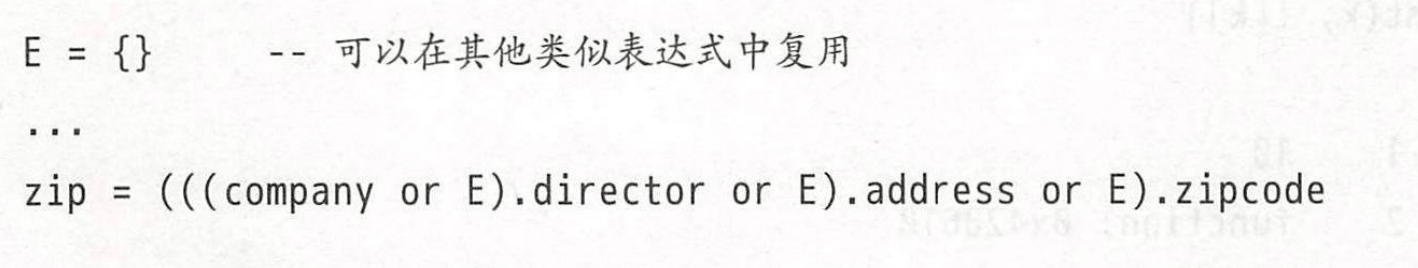 E = {}     -- 可以在其他类似表达式中复用
...
zip = (((company or E).director or E).address or E).zipcode